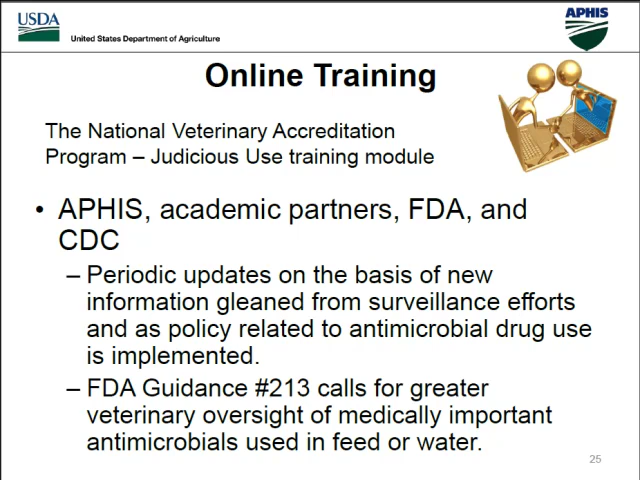 USDA
United States Department of Agriculture
APHIS
Online Training
The National Veterinary Accreditation
Program – Judicious Use training module
• APHIS, academic partners, FDA, and
CDC
– Periodic updates on the basis of new
information gleaned from surveillance efforts
and as policy related to antimicrobial drug use
is implemented.
– FDA Guidance #213 calls for greater
veterinary oversight of medically important
antimicrobials used in feed or water.
25